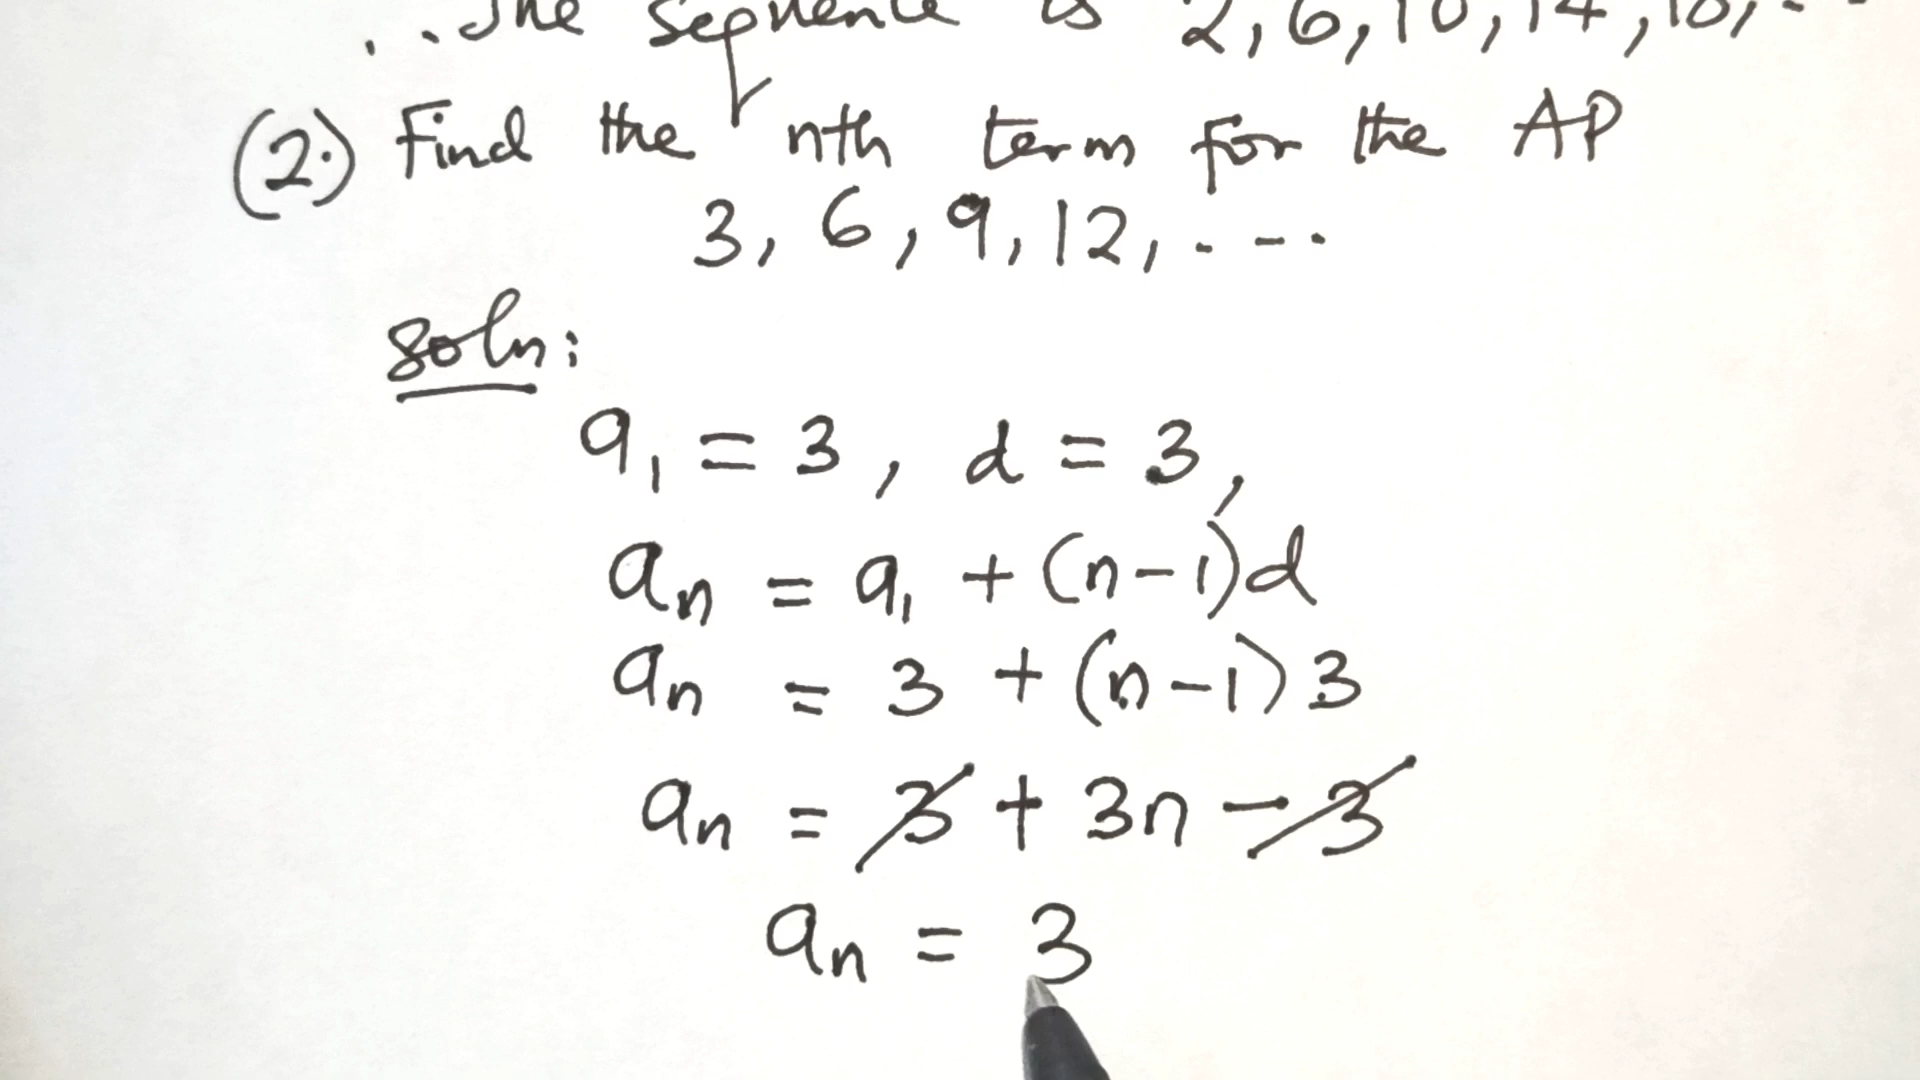 ∴ The sequence is 2, 6, 10, 14, 18, . .
(2.) Find the nth term for the AP
3, 6, 9, 12, . - - .
soln:
a₁ = 3, d = 3,
aₙ = a₁ + (n-1)d
aₙ = 3 + (n-1)3
aₙ = 3 + 3n - 3
aₙ = 3